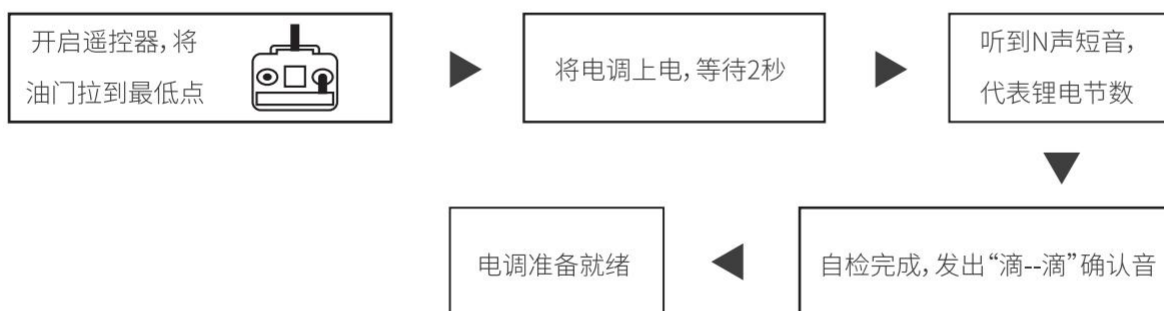 开启遥控器，将
油门拉到最低点
将电调上电，等待2秒
听到N声短音，
代表锂电节数
自检完成，发出“滴--滴”确认音
电调准备就绪